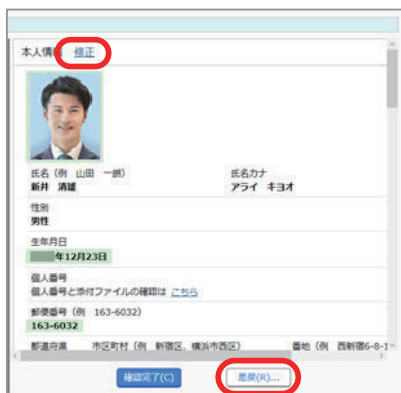 本人情 修正
氏名（例 山田 一朗） 氏名カナ
新井 清雄 アライ キヨオ
性別
男性
生年月日
年12月23日
個人番号
個人番号と添付ファイルの確認は こちら
郵便番号（例 163-6032）
163-6032
都道府県 市区町村（例 新宿区、横浜市西区） 番地（例 西新宿6-8-1
確認完了(C) 差戻(R)...